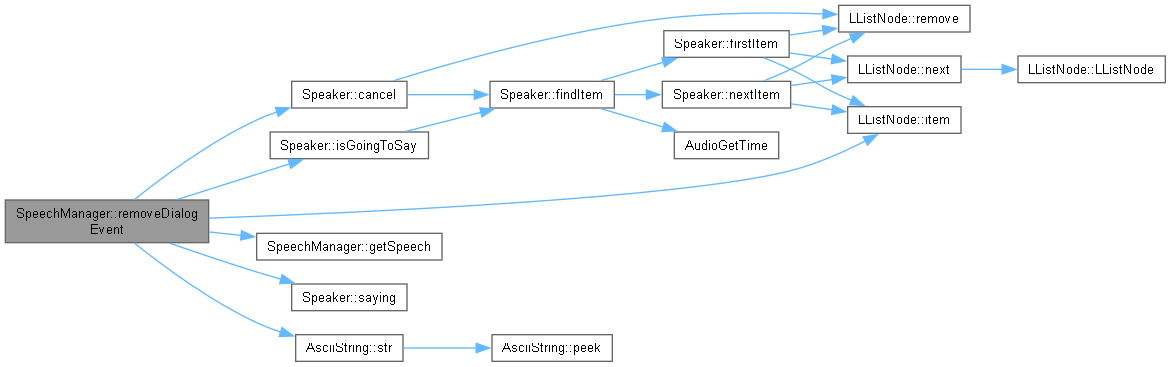 LListNode::remove
Speaker::firstItem
LListNode::next
LListNode::LListNode
Speaker::cancel
Speaker::findItem
Speaker::nextItem
LListNode::item
Speaker::isGoingToSay
AudioGetTime
SpeechManager::removeDialog
Event
SpeechManager::getSpeech
Speaker::saying
AsciiString::str
AsciiString::peek